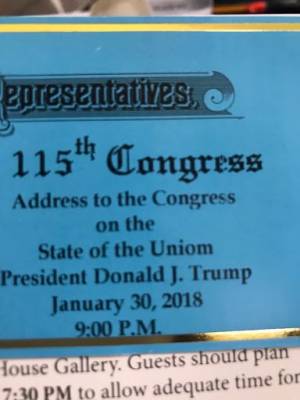 epresentatives,
115th Congress
Address to the Congress
on the
State of the Uniom
President Donald J. Trump
January 30, 2018
9:00 P.M.
House Gallery. Guests should plan
7:30 PM to allow adequate time for